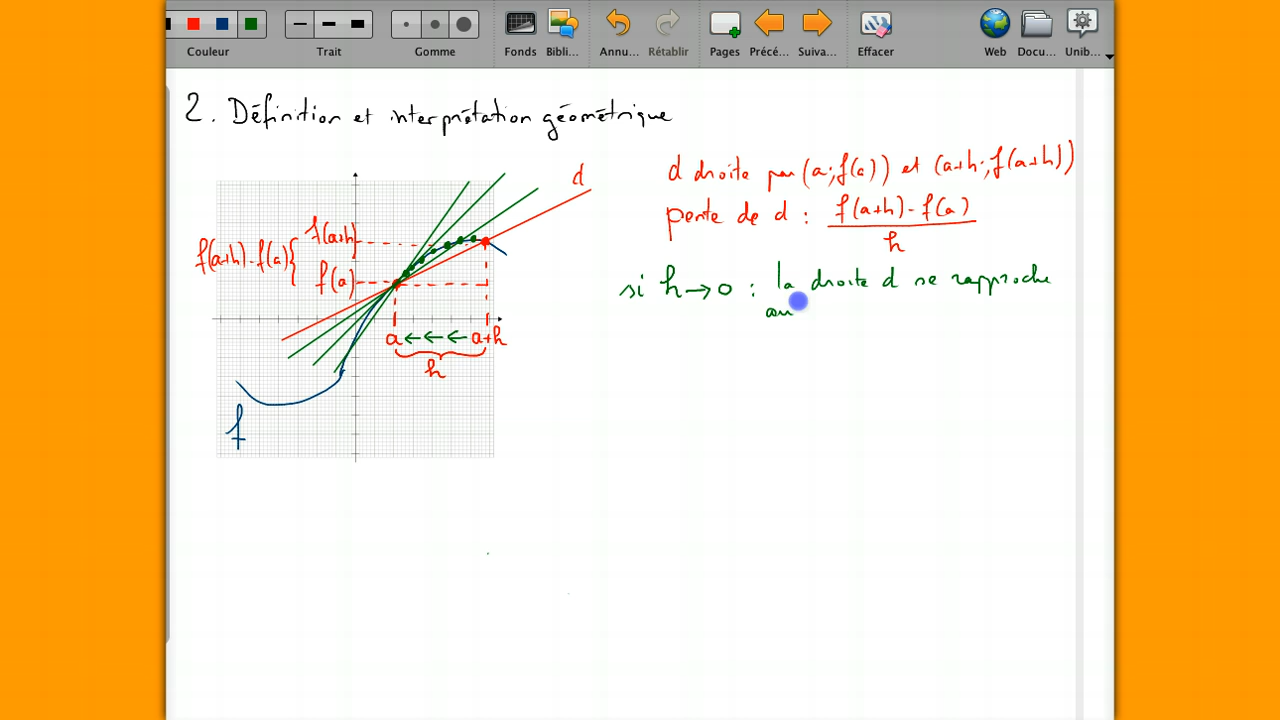 Couleur Trait Gomme Fonds Bibli... Annu... Rétablir Pages Précé... Suiva... Effacer Web Docu... Unib...
2. Définition et interprétation géométrique
d
f(a+h)
f(a+h)-f(a)
f(a)
a ← ← ← a+h
h
f
d droite par (a;f(a)) et (a+h;f(a+h))
pente de d : f(a+h)-f(a)
h
si h→0 : la droite d se rapproche
au